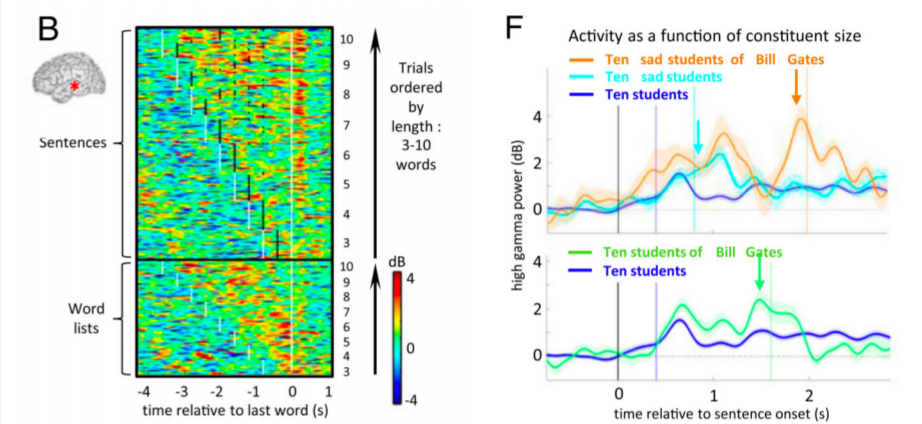 B
Sentences
Word
lists
10
9
8
7
6
5
4
3
10
9
8
7
6
5
4
3
Trials
ordered
by
length :
3-10
words
dB
4
0
-4
-4 -3 -2 -1 0 1
time relative to last word (s)
F
Activity as a function of constituent size
Ten sad students of Bill Gates
Ten sad students
Ten students
4
2
0
high gamma power (dB)
Ten students of Bill Gates
Ten students
4
2
0
0 1 2
time relative to sentence onset (s)